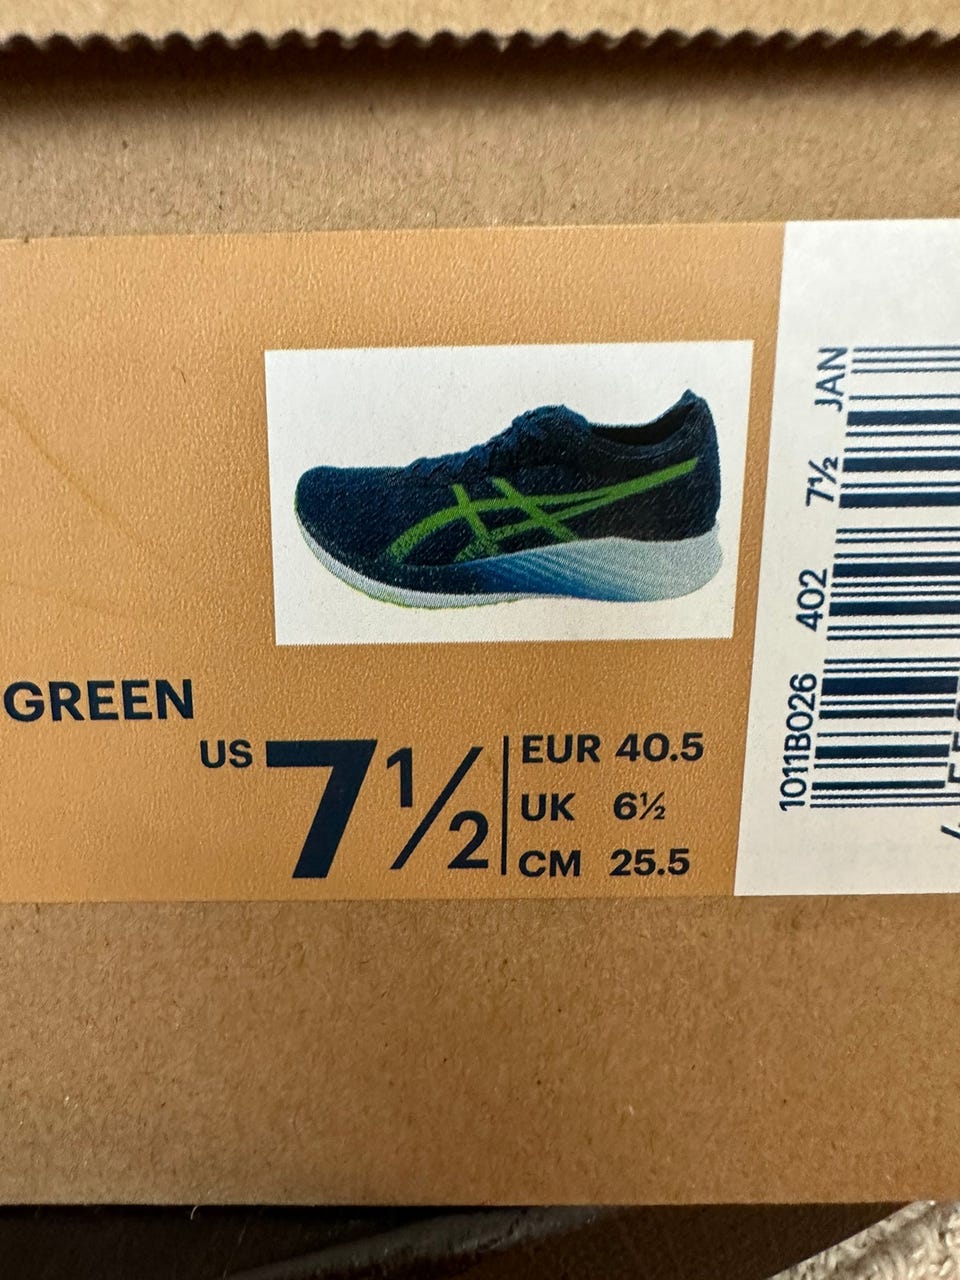 GREEN
US 7½
EUR 40.5
UK 6½
CM 25.5
1011B026 402 7½ JAN